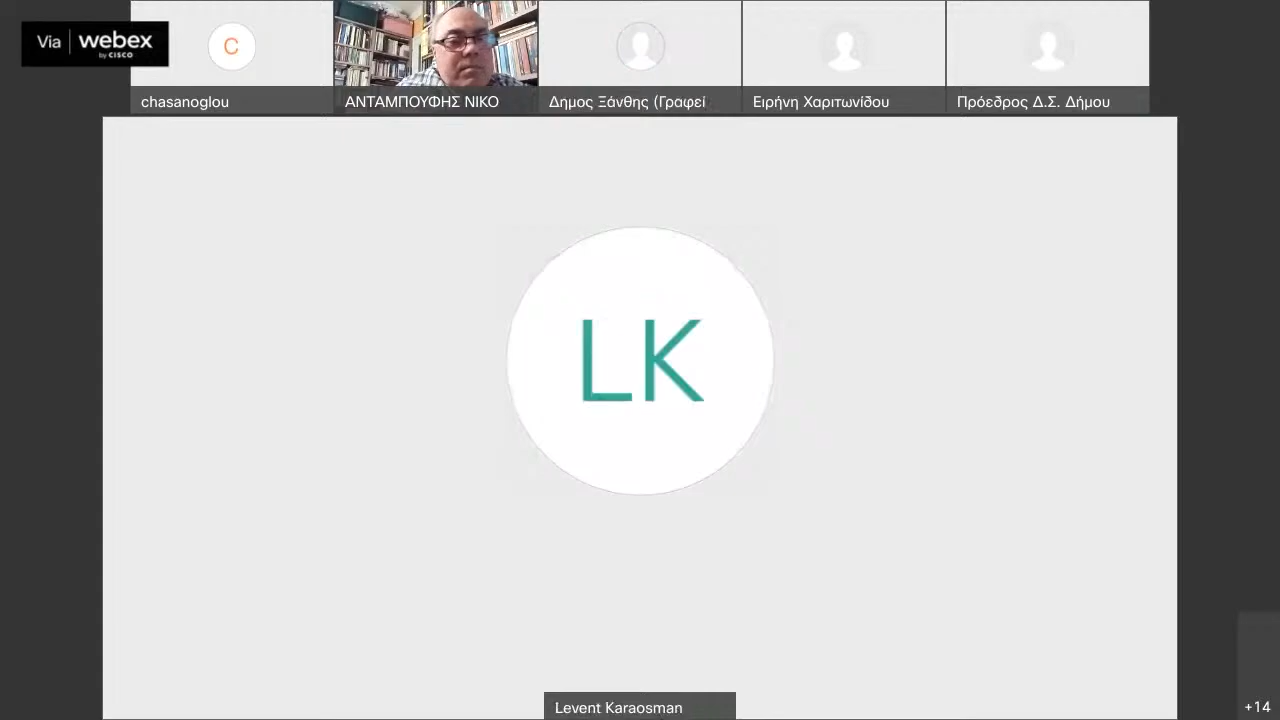 Via webex
by CISCO
C
chasanoglou
ΑΝΤΑΜΠΟΥΦΗΣ ΝΙΚΟ
Δημος Ξάνθης (Γραφεί
Ειρήνη Χαριτωνίδου
Πρόεδρος Δ.Σ. Δήμου
LK
Levent Karaosman
+14